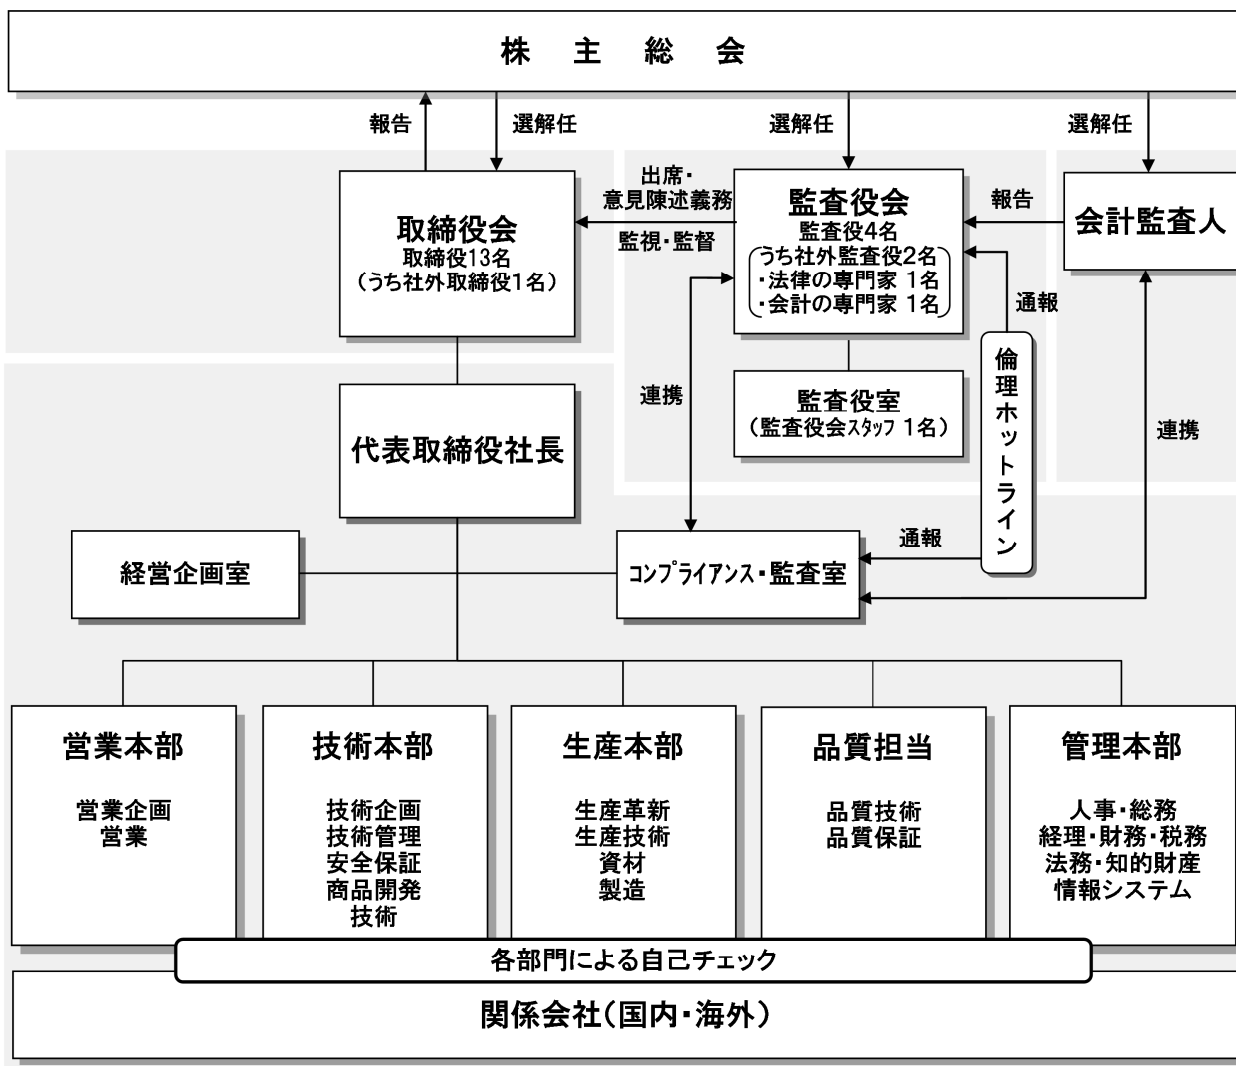 株 主 総 会
報告
選解任
選解任
選解任
取締役会
取締役13名
(うち社外取締役1名)
出席・
意見陳述義務
監視・監督
監査役会
監査役4名
うち社外監査役2名
・法律の専門家 1名
・会計の専門家 1名
報告
会計監査人
通報
連携
監査役室
(監査役会スタッフ 1名)
倫理ホットライン
連携
代表取締役社長
経営企画室
コンプライアンス・監査室
通報
営業本部
営業企画
営業
技術本部
技術企画
技術管理
安全保証
商品開発
技術
生産本部
生産革新
生産技術
資材
製造
品質担当
品質技術
品質保証
管理本部
人事・総務
経理・財務・税務
法務・知的財産
情報システム
各部門による自己チェック
関係会社(国内・海外)